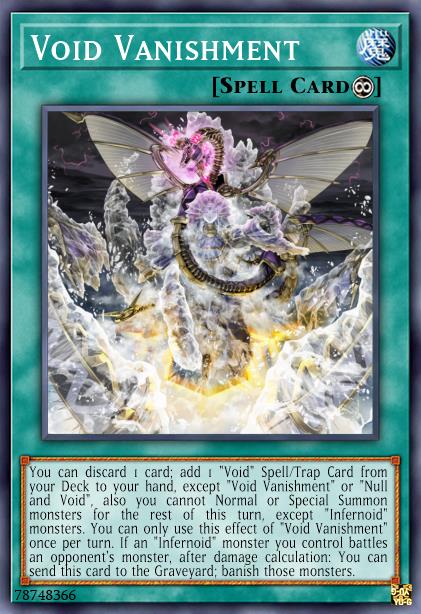 Void Vanishment
[Spell Card]
You can discard 1 card; add 1 "Void" Spell/Trap Card from
your Deck to your hand, except "Void Vanishment" or "Null
and Void", also you cannot Normal or Special Summon
monsters for the rest of this turn, except "Infernoid"
monsters. You can only use this effect of "Void Vanishment"
once per turn. If an "Infernoid" monster you control battles
an opponent's monster, after damage calculation: You can
send this card to the Graveyard; banish those monsters.
78748366